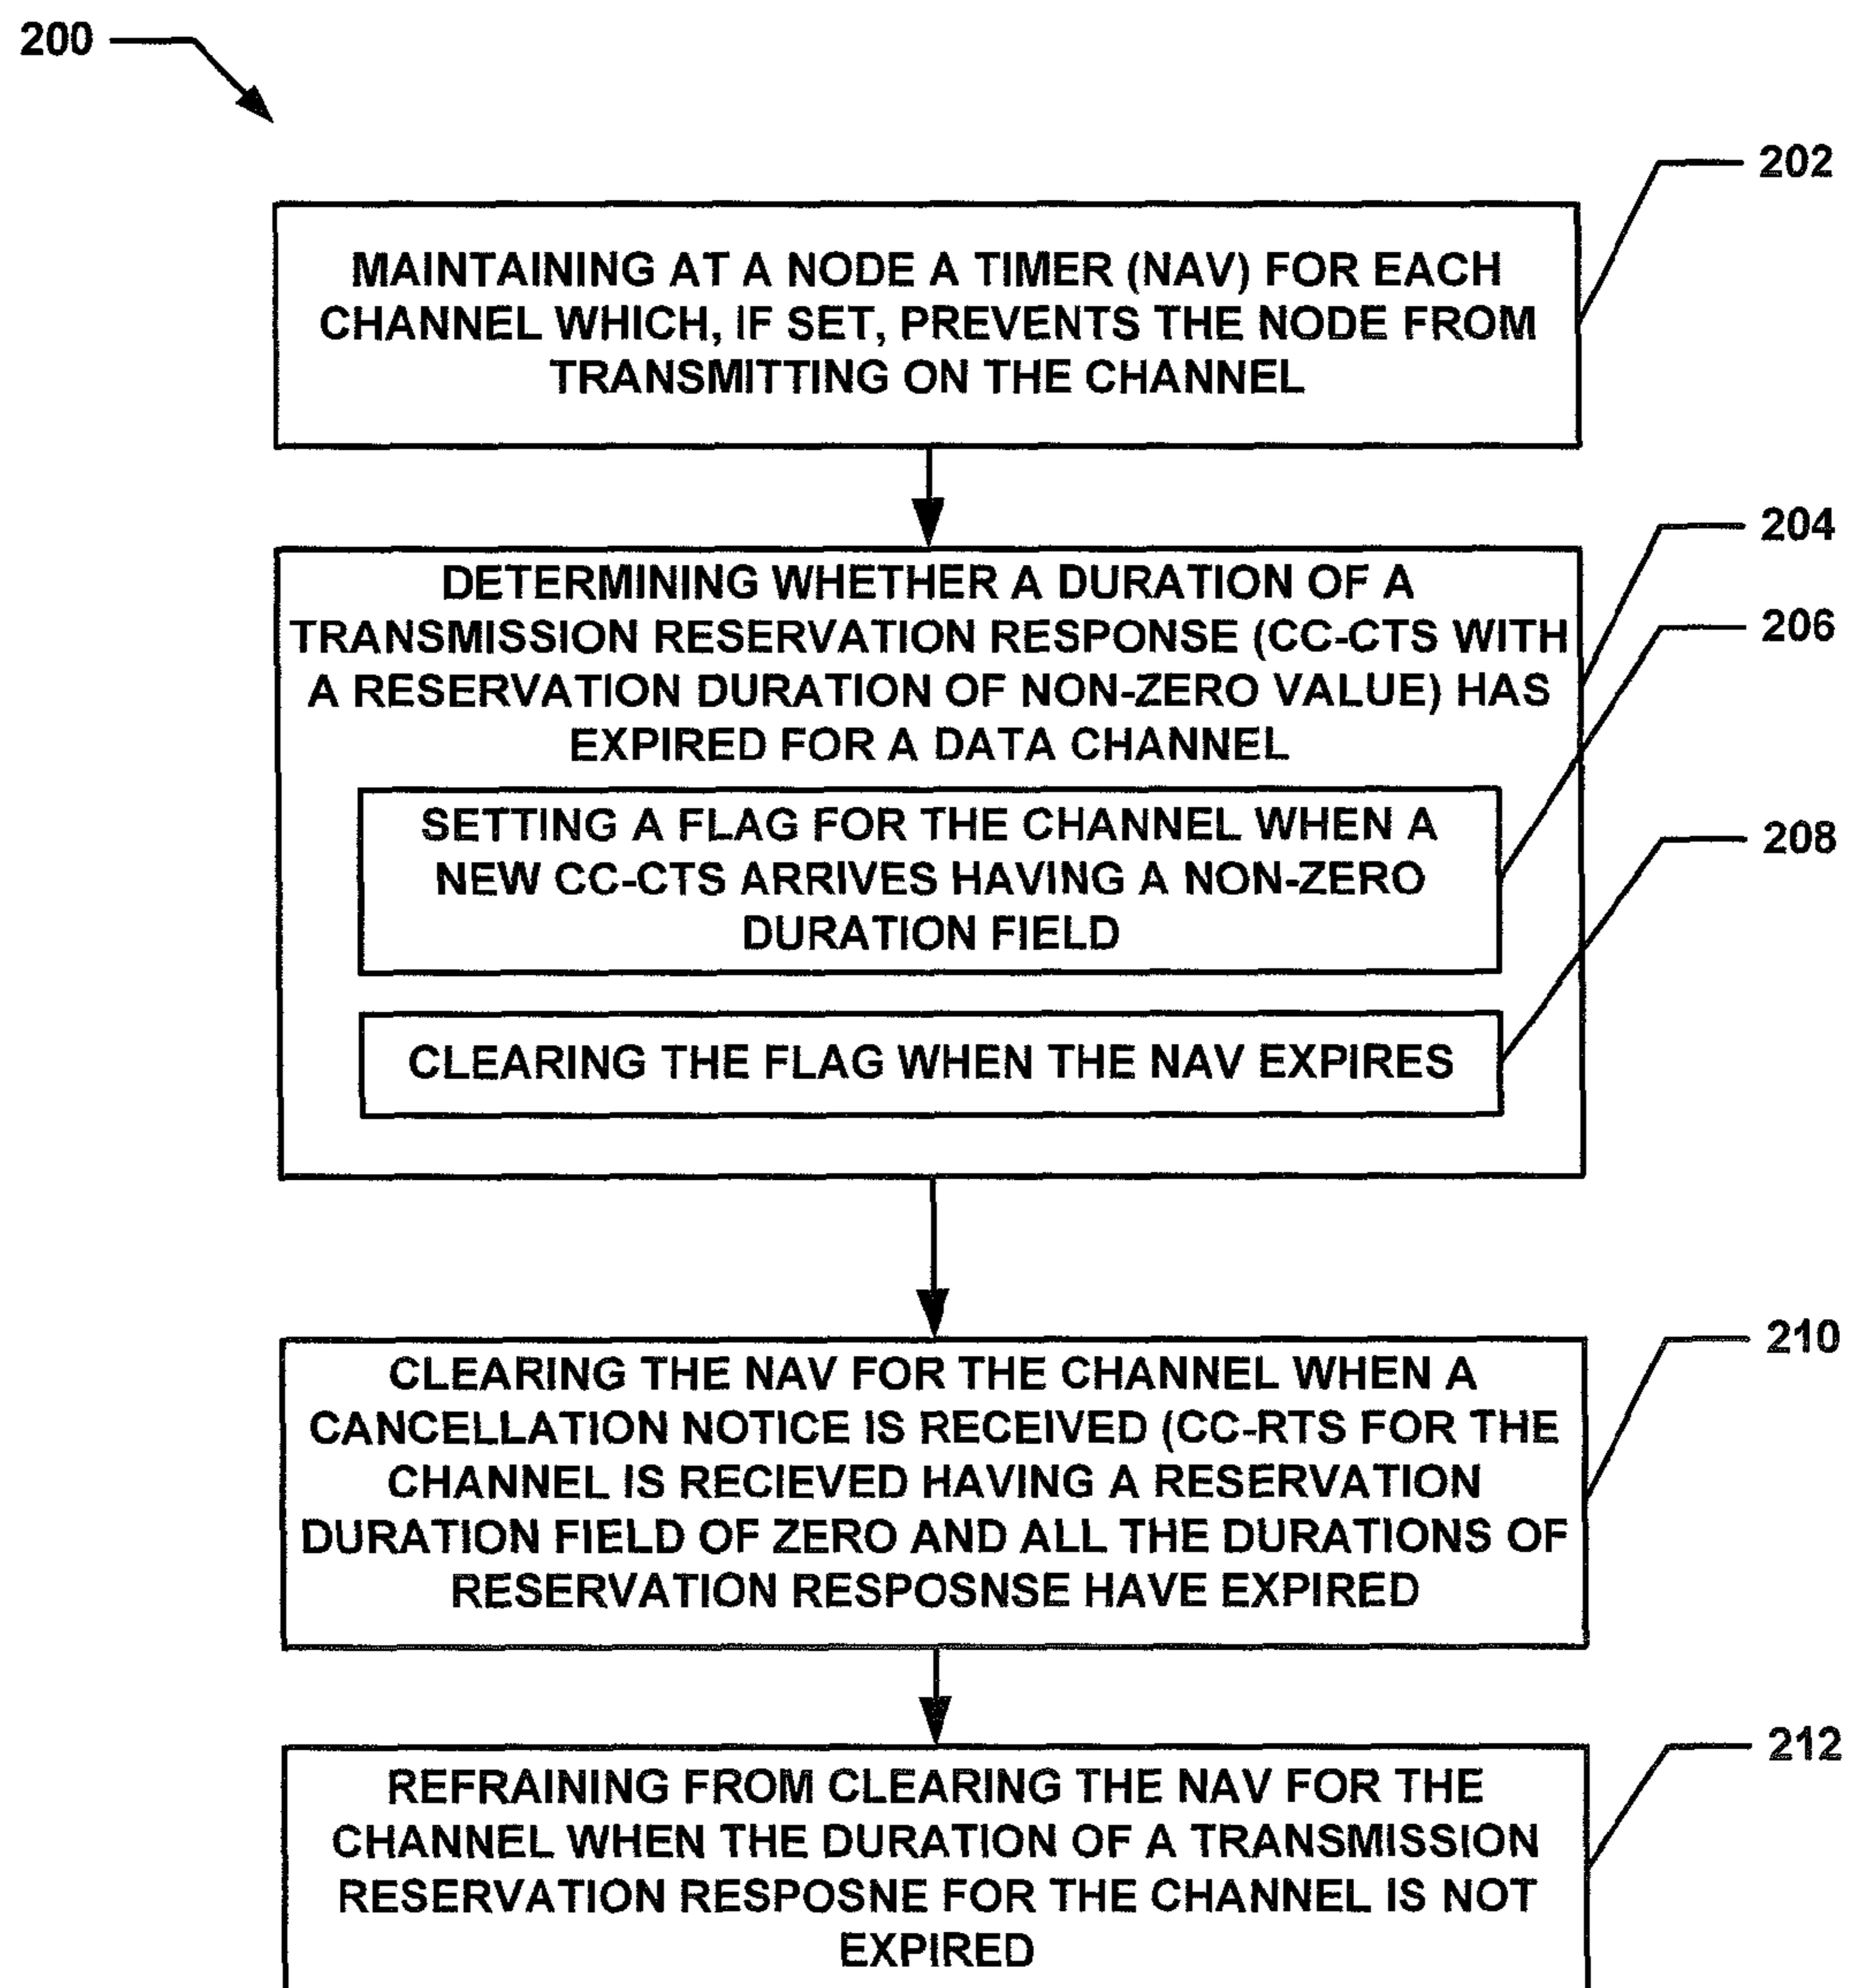 200
202
MAINTAINING AT A NODE A TIMER (NAV) FOR EACH
CHANNEL WHICH, IF SET, PREVENTS THE NODE FROM
TRANSMITTING ON THE CHANNEL
204
DETERMINING WHETHER A DURATION OF A
TRANSMISSION RESERVATION RESPONSE (CC-CTS WITH
A RESERVATION DURATION OF NON-ZERO VALUE) HAS
EXPIRED FOR A DATA CHANNEL
206
SETTING A FLAG FOR THE CHANNEL WHEN A
NEW CC-CTS ARRIVES HAVING A NON-ZERO
DURATION FIELD
208
CLEARING THE FLAG WHEN THE NAV EXPIRES
210
CLEARING THE NAV FOR THE CHANNEL WHEN A
CANCELLATION NOTICE IS RECEIVED (CC-RTS FOR THE
CHANNEL IS RECIEVED HAVING A RESERVATION
DURATION FIELD OF ZERO AND ALL THE DURATIONS OF
RESERVATION RESPOSNSE HAVE EXPIRED
212
REFRAINING FROM CLEARING THE NAV FOR THE
CHANNEL WHEN THE DURATION OF A TRANSMISSION
RESERVATION RESPOSNE FOR THE CHANNEL IS NOT
EXPIRED